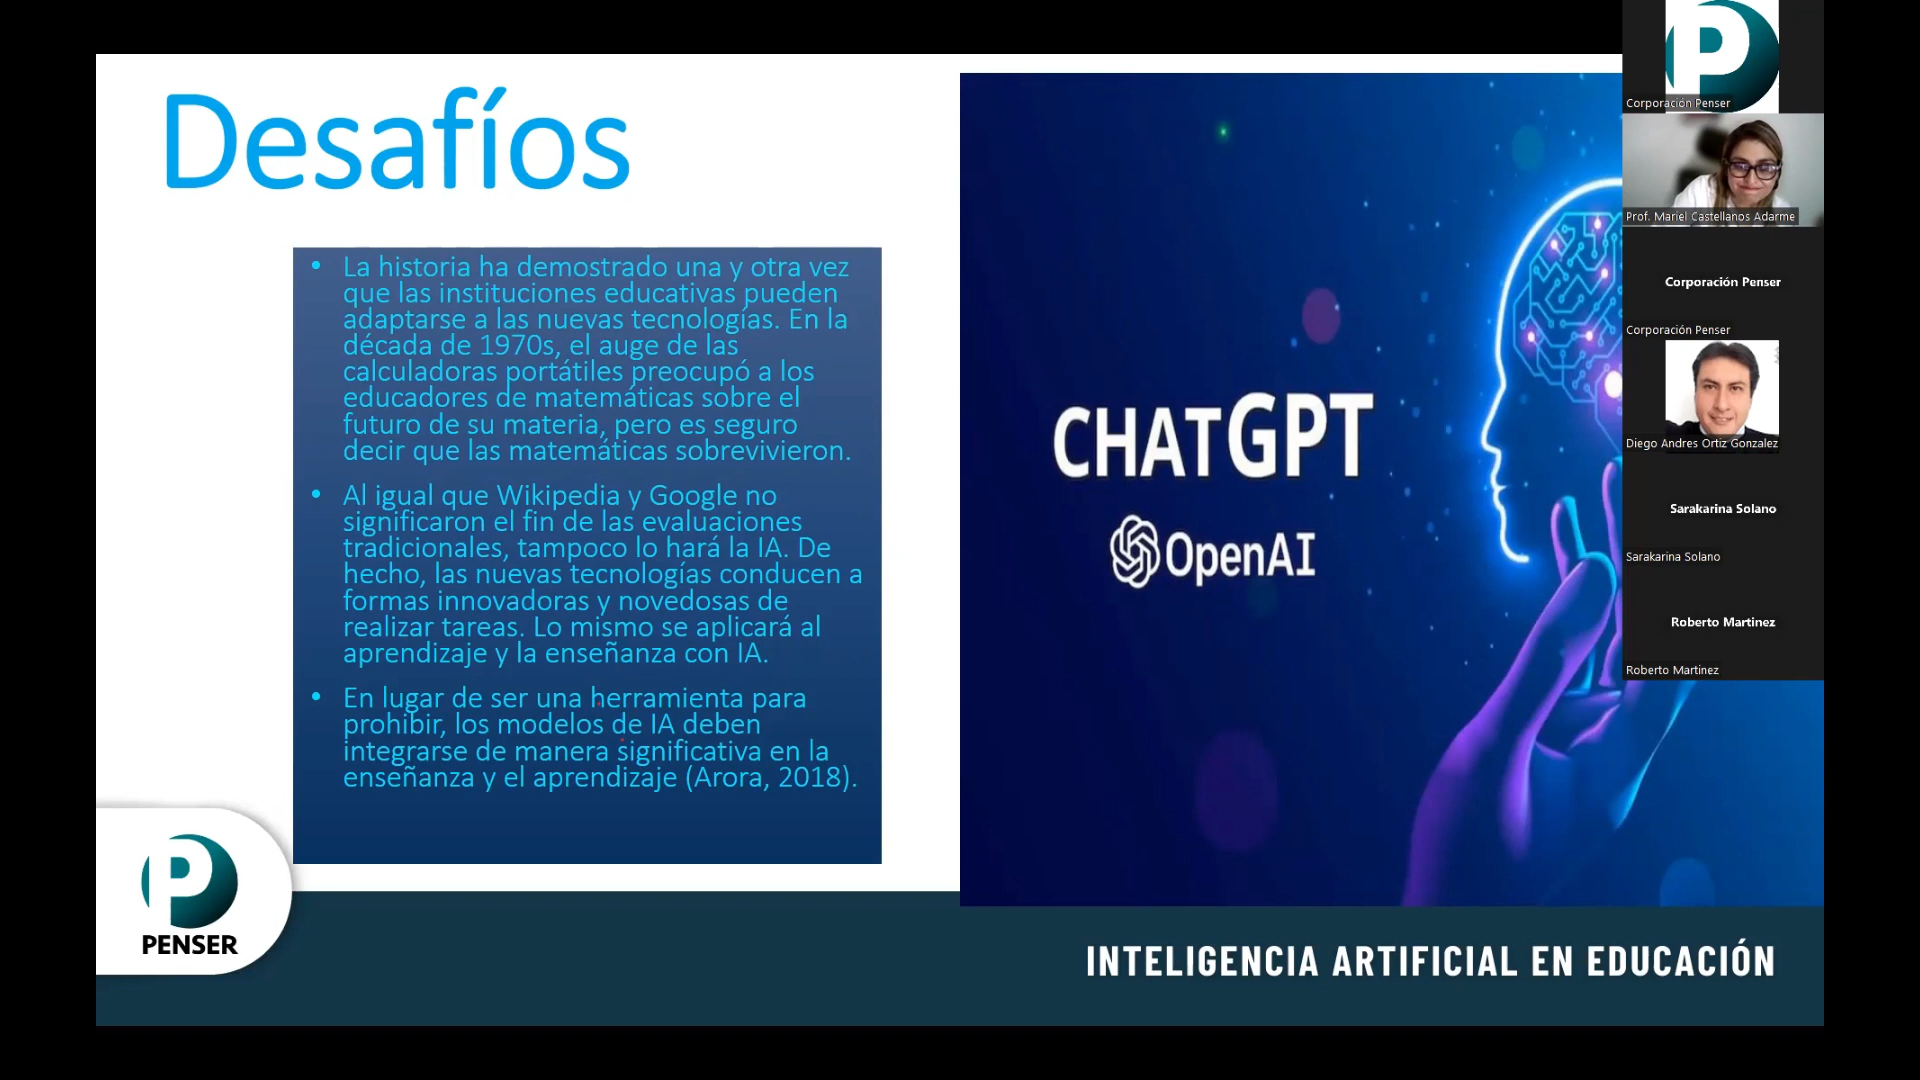 Desafíos
• La historia ha demostrado una y otra vez
que las instituciones educativas pueden
adaptarse a las nuevas tecnologías. En la
década de 1970s, el auge de las
calculadoras portátiles preocupó a los
educadores de matemáticas sobre el
futuro de su materia, pero es seguro
decir que las matemáticas sobrevivieron.
• Al igual que Wikipedia y Google no
significaron el fin de las evaluaciones
tradicionales, tampoco lo hará la IA. De
hecho, las nuevas tecnologías conducen a
formas innovadoras y novedosas de
realizar tareas. Lo mismo se aplicará al
aprendizaje y la enseñanza con IA.
• En lugar de ser una herramienta para
prohibir, los modelos de IA deben
integrarse de manera significativa en la
enseñanza y el aprendizaje (Arora, 2018).
CHATGPT
OpenAI
P
PENSER
INTELIGENCIA ARTIFICIAL EN EDUCACIÓN
P
Corporación Penser
Prof. Mariel Castellanos Adarme
Corporación Penser
Corporación Penser
Diego Andres Ortiz Gonzalez
Sarakarina Solano
Sarakarina Solano
Roberto Martinez
Roberto Martinez